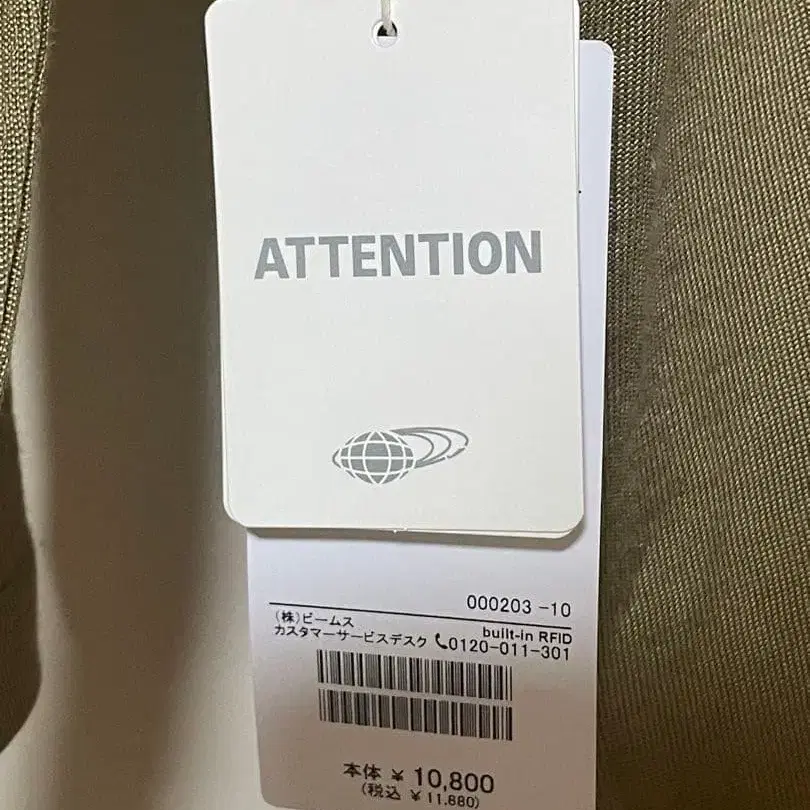 ATTENTION
000203 -10
(株)ビームス
built-in RFID
カスタマーサービスデスク 📞0120-011-301
本体 ¥ 10,800
(税込 ¥11,880)